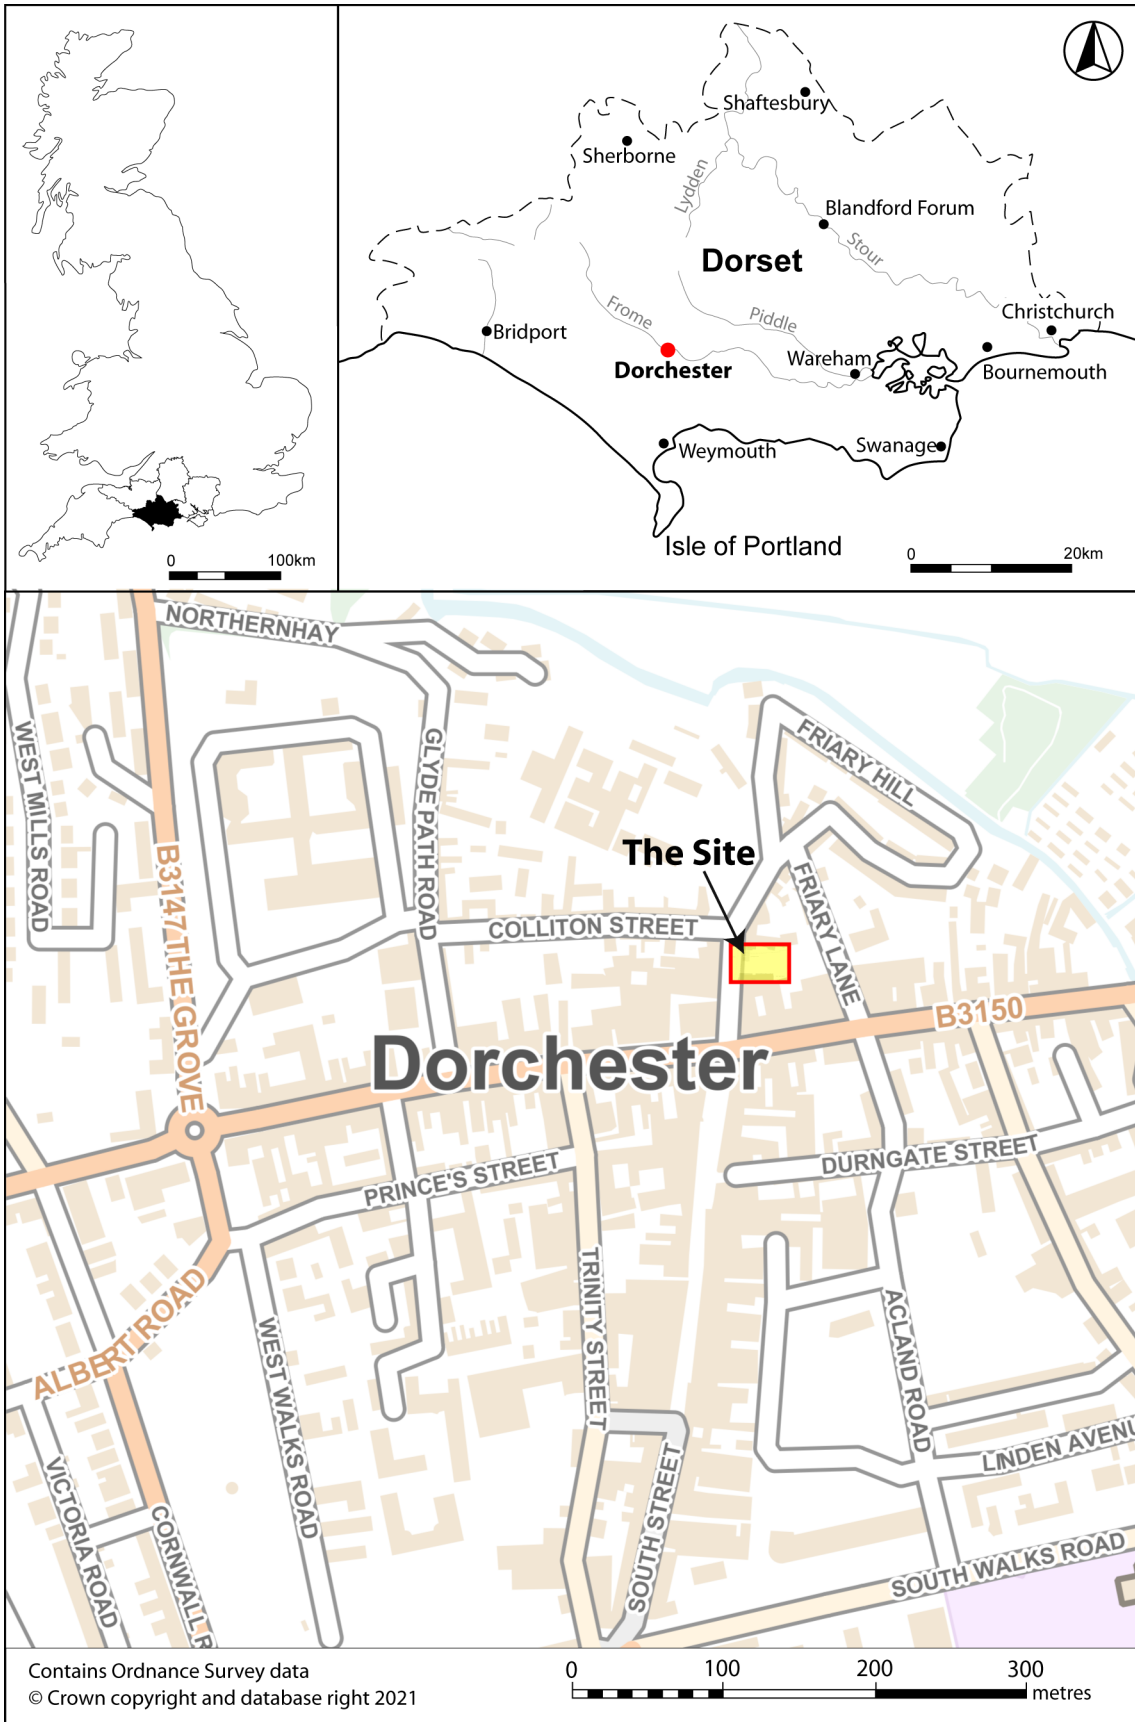 0
100km
Shaftesbury
Sherborne
Lydden
Blandford Forum
Stour
Dorset
Christchurch
Frome
Piddle
Bridport
Wareham
Dorchester
Bournemouth
Weymouth
Swanage
Isle of Portland
0
20km
NORTHERNHAY
WEST MILLS ROAD
GLYDE PATH ROAD
FRIARY HILL
B3147 THE GROVE
The Site
COLLITON STREET
FRIARY LANE
B3150
Dorchester
DURNGATE STREET
PRINCE'S STREET
ALBERT ROAD
TRINITY STREET
WEST WALKS ROAD
ACLAND ROAD
LINDEN AVENU
VICTORIA ROAD
CORNWALL R
SOUTH STREET
SOUTH WALKS ROAD
Contains Ordnance Survey data
© Crown copyright and database right 2021
0
100
200
300
metres